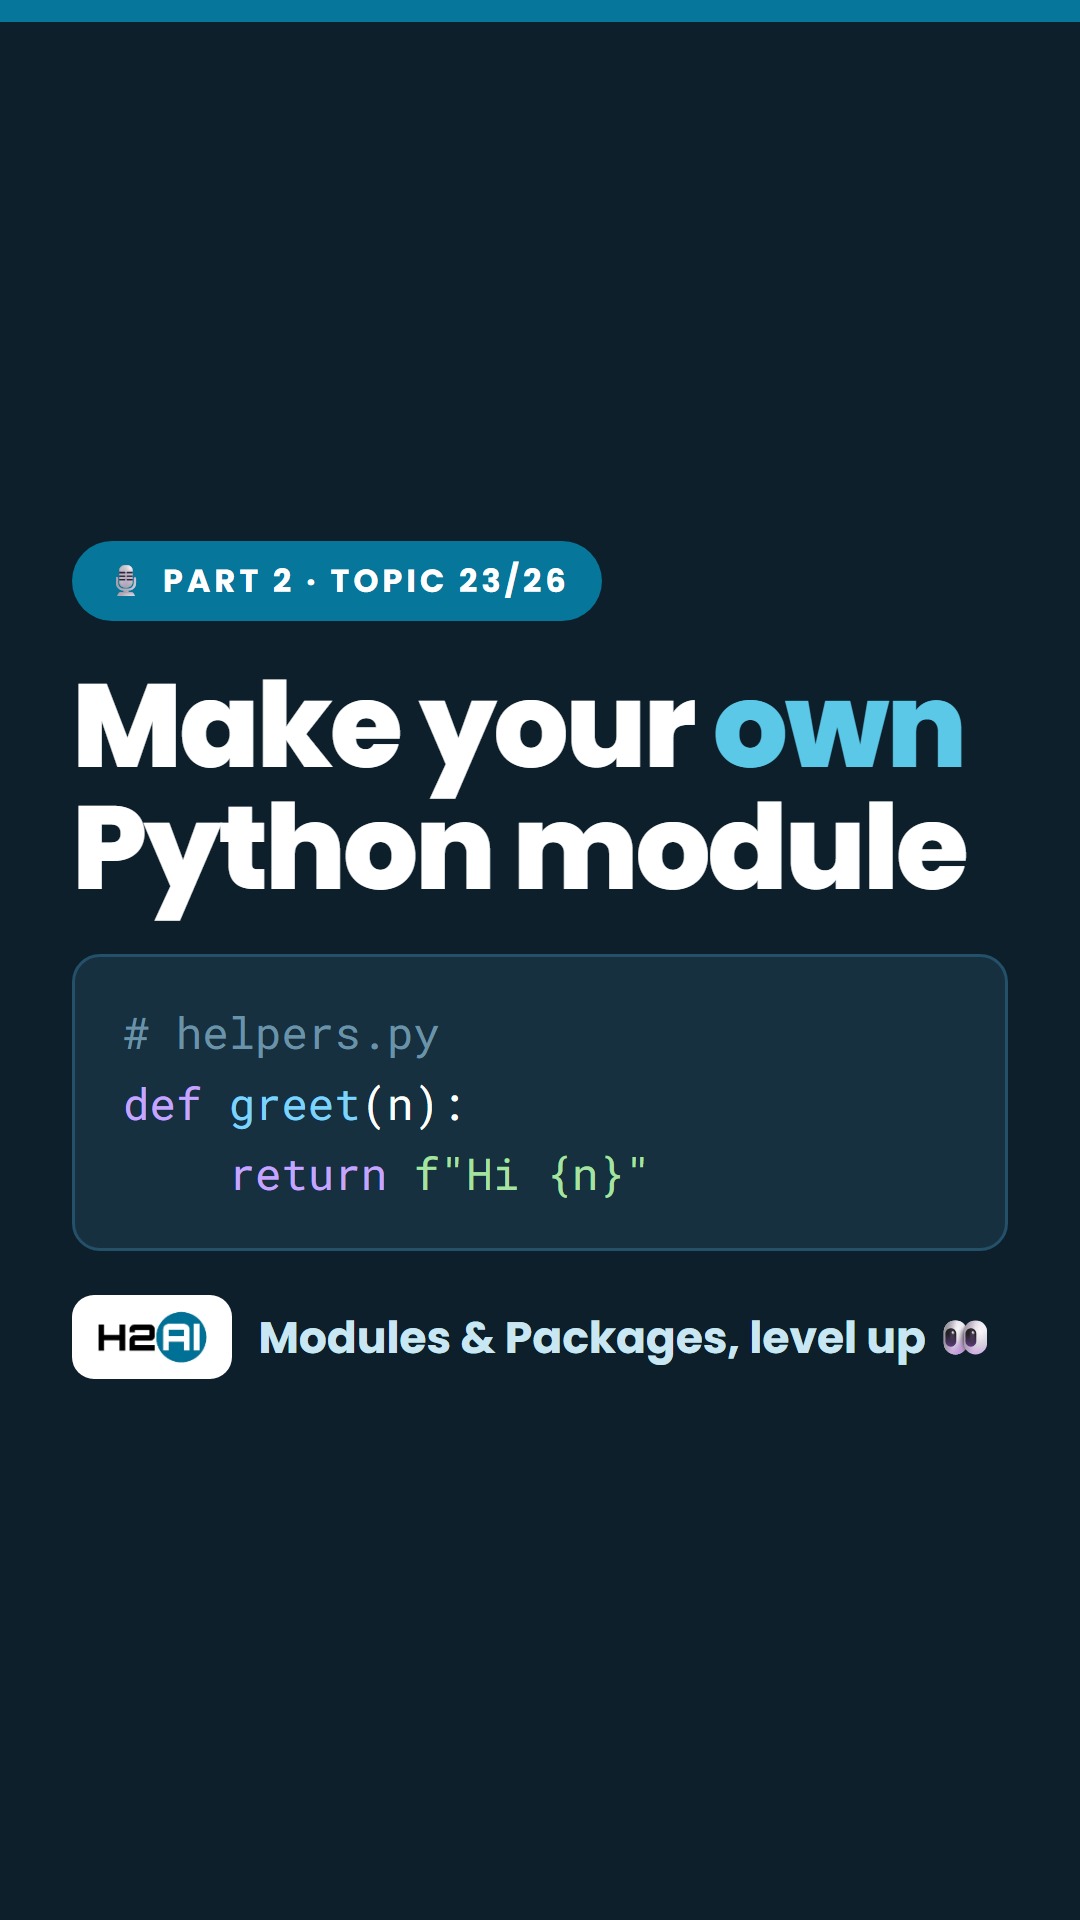 🎙️ PART 2 · TOPIC 23/26
Make your own
Python module
# helpers.py
def greet(n):
    return f"Hi {n}"
H2AI
Modules & Packages, level up 👀